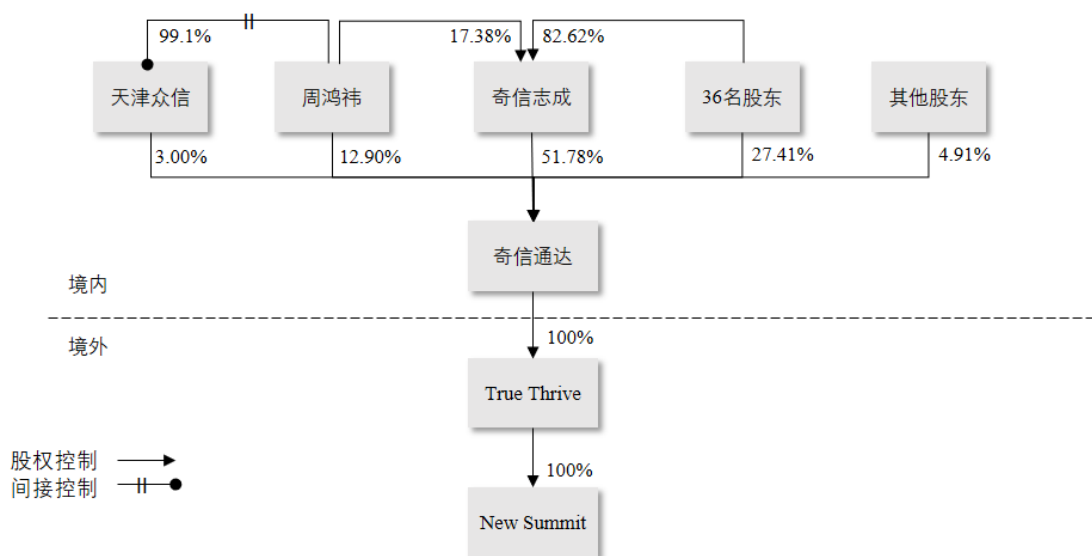 99.1%
17.38%
82.62%
天津众信
周鸿祎
奇信志成
36名股东
其他股东
3.00%
12.90%
51.78%
27.41%
4.91%
奇信通达
境内
境外
100%
True Thrive
股权控制
间接控制
100%
New Summit